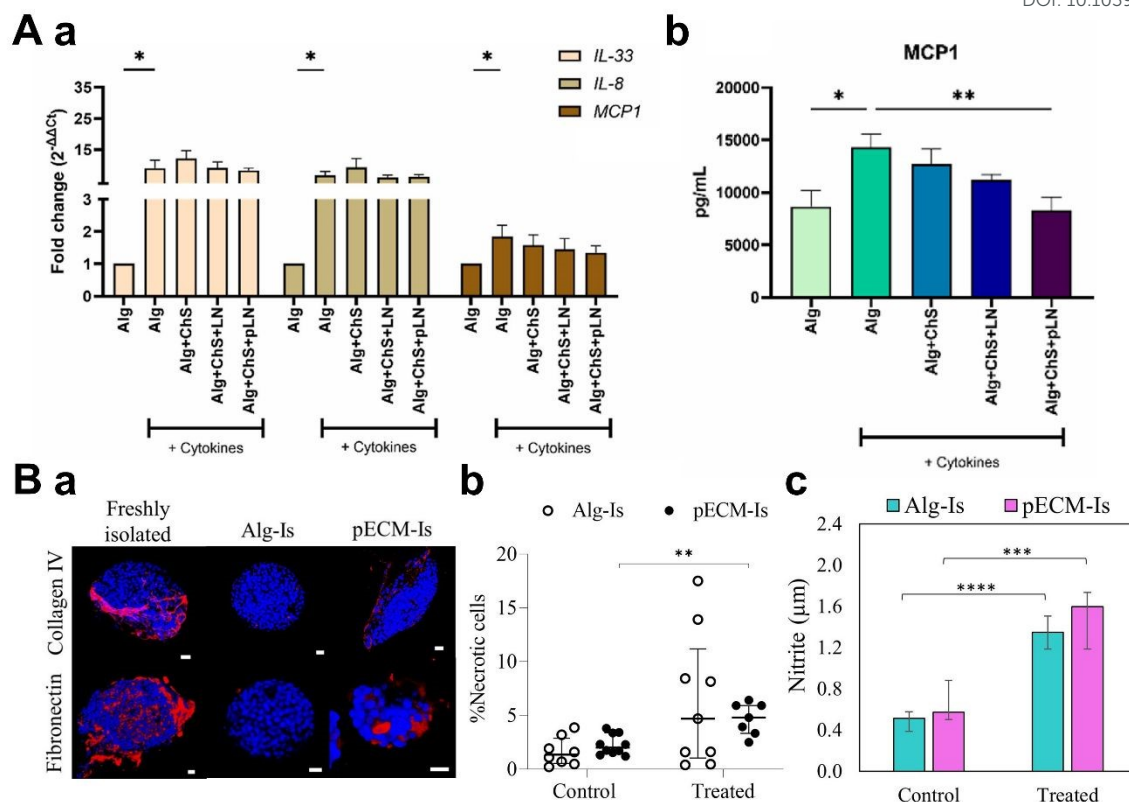 DOI: 10.1039
A a
Fold change (2^-ΔΔCt)
35
25
15
5
2
1
0
*
*
*
IL-33
IL-8
MCP1
Alg
Alg
Alg+ChS
Alg+ChS+LN
Alg+ChS+pLN
Alg
Alg
Alg+ChS
Alg+ChS+LN
Alg+ChS+pLN
Alg
Alg
Alg+ChS
Alg+ChS+LN
Alg+ChS+pLN
+ Cytokines
+ Cytokines
+ Cytokines
b
MCP1
pg/mL
20000
15000
10000
5000
0
*
**
Alg
Alg
Alg+ChS
Alg+ChS+LN
Alg+ChS+pLN
+ Cytokines
B a
Freshly
isolated
Alg-Is
pECM-Is
Collagen IV
Fibronectin
b
Alg-Is
pECM-Is
%Necrotic cells
20
15
10
5
0
**
Control
Treated
c
Alg-Is
pECM-Is
Nitrite (μm)
2.4
2.0
1.6
1.2
0.8
0.4
0.0
****
***
Control
Treated